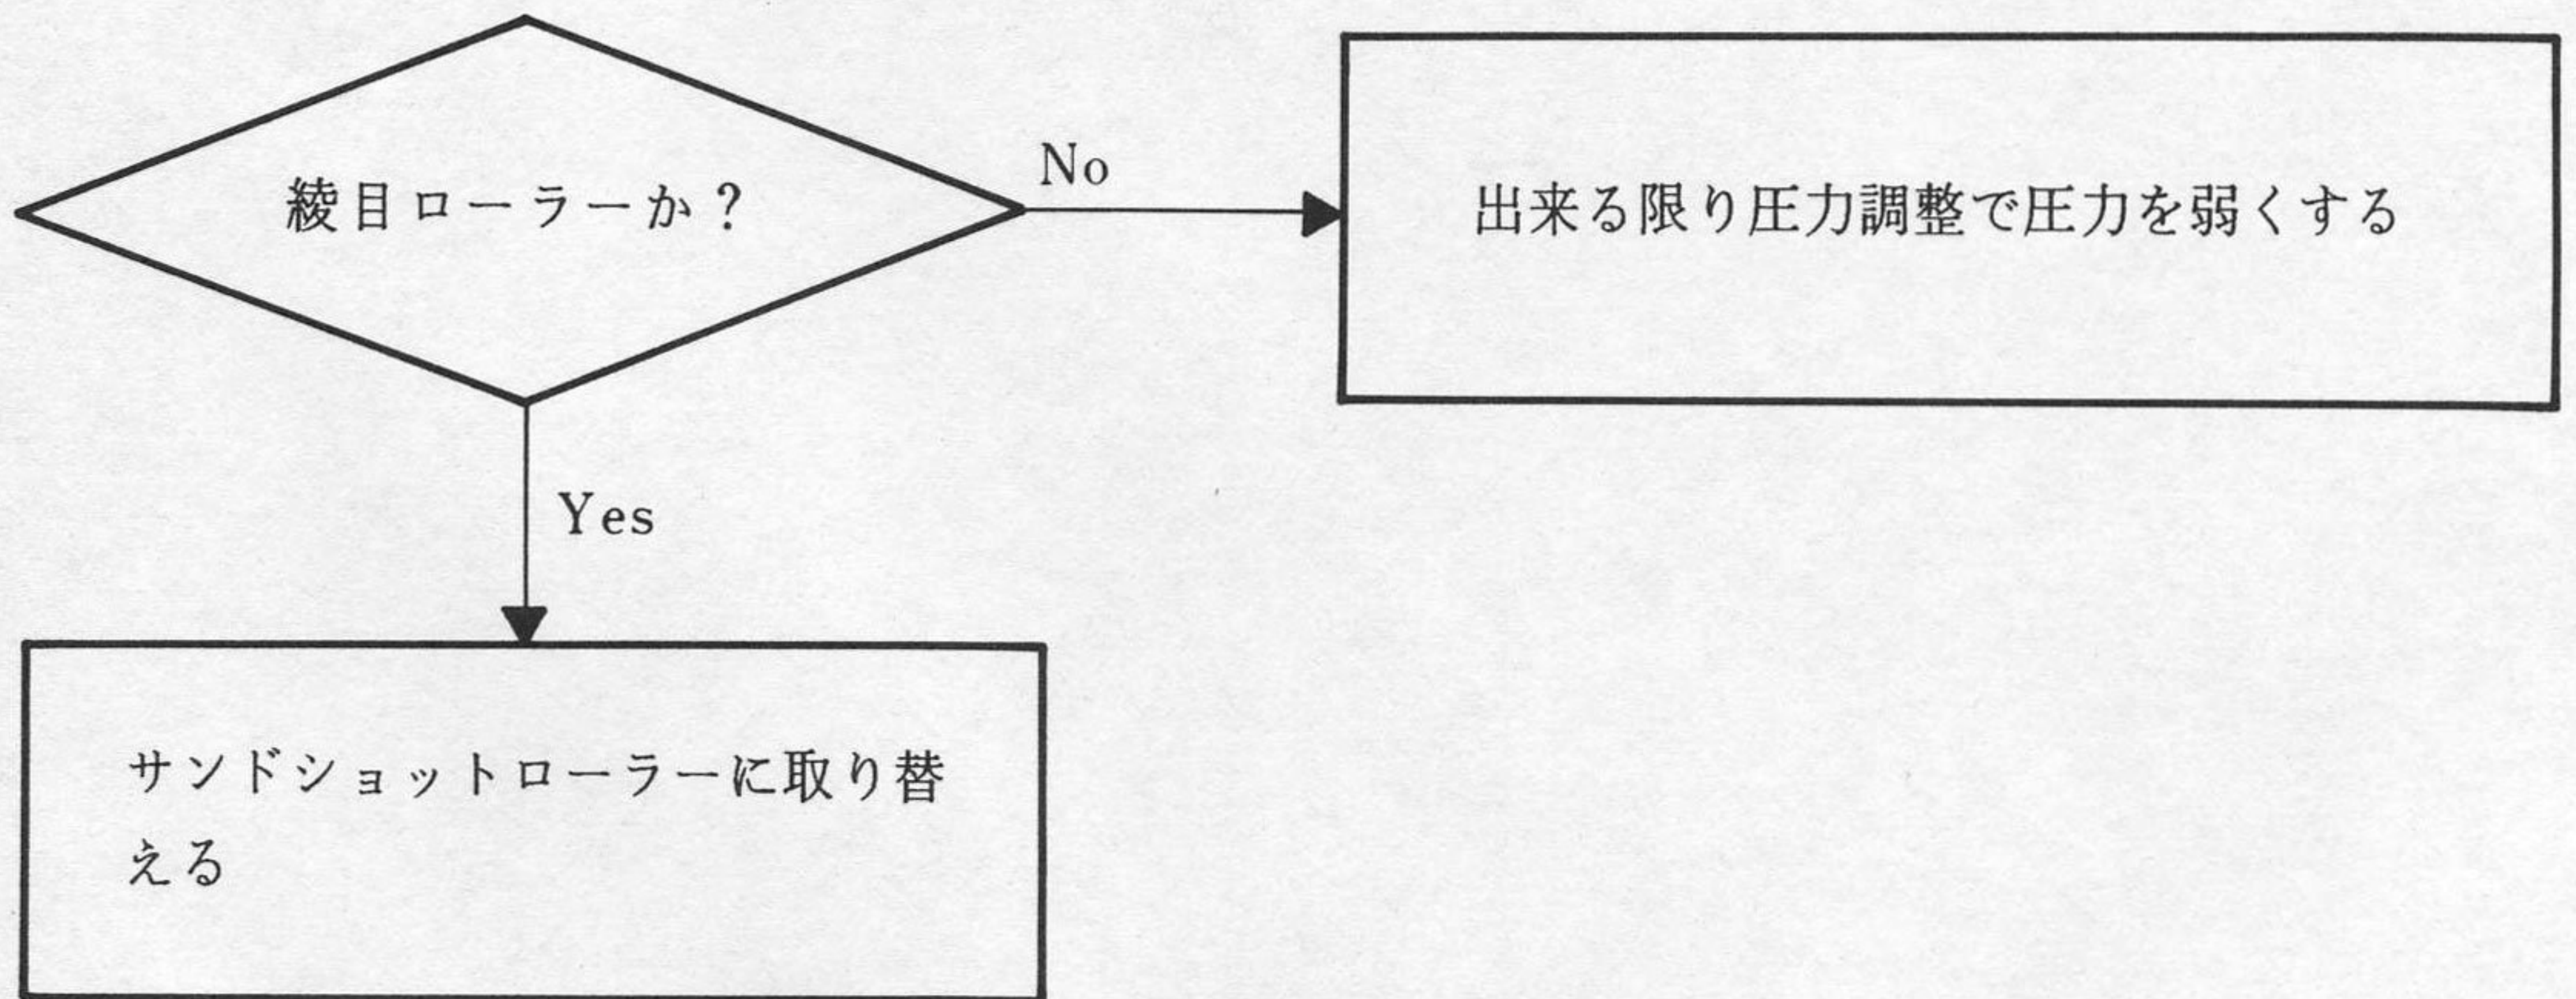 綾目ローラーか？
No
出来る限り圧力調整で圧力を弱くする
Yes
サンドショットローラーに取り替
える